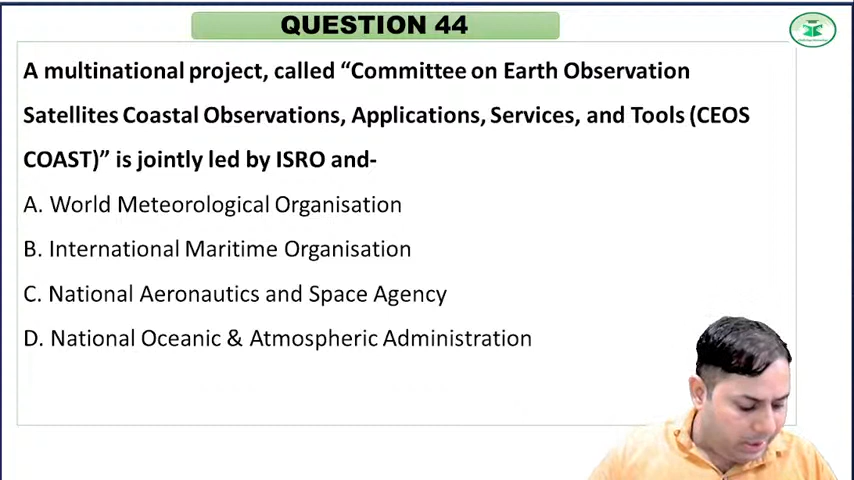 QUESTION 44
A multinational project, called “Committee on Earth Observation
Satellites Coastal Observations, Applications, Services, and Tools (CEOS
COAST)” is jointly led by ISRO and-
A. World Meteorological Organisation
B. International Maritime Organisation
C. National Aeronautics and Space Agency
D. National Oceanic & Atmospheric Administration